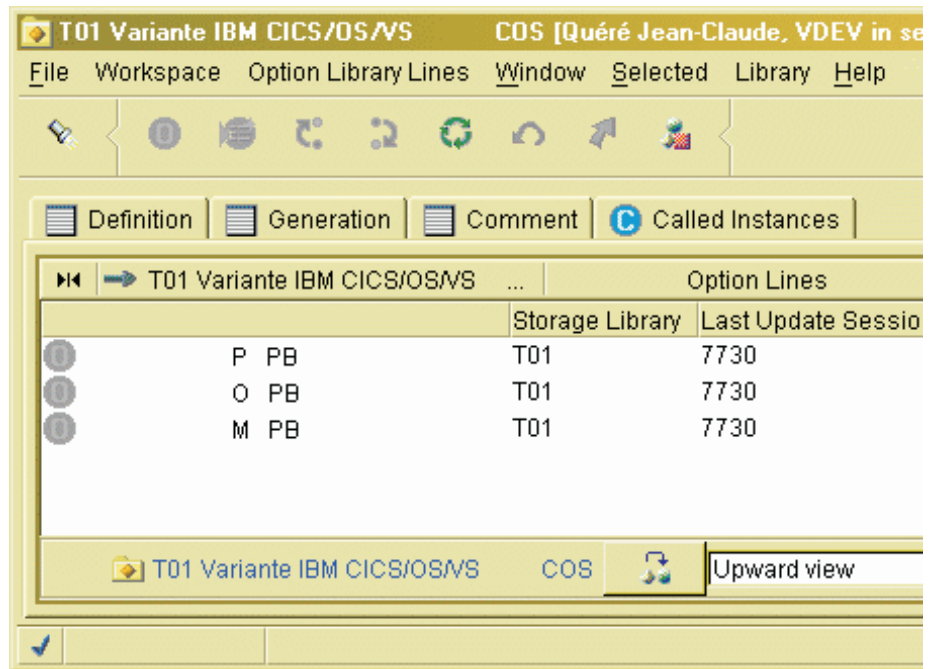 T01 Variante IBM CICS/OS/VS COS [Quéré Jean-Claude, VDEV in se
File Workspace Option Library Lines Window Selected Library Help
Definition Generation Comment C Called Instances
T01 Variante IBM CICS/OS/VS ... Option Lines
Storage Library Last Update Sessio
P PB T01 7730
O PB T01 7730
M PB T01 7730
T01 Variante IBM CICS/OS/VS COS Upward view